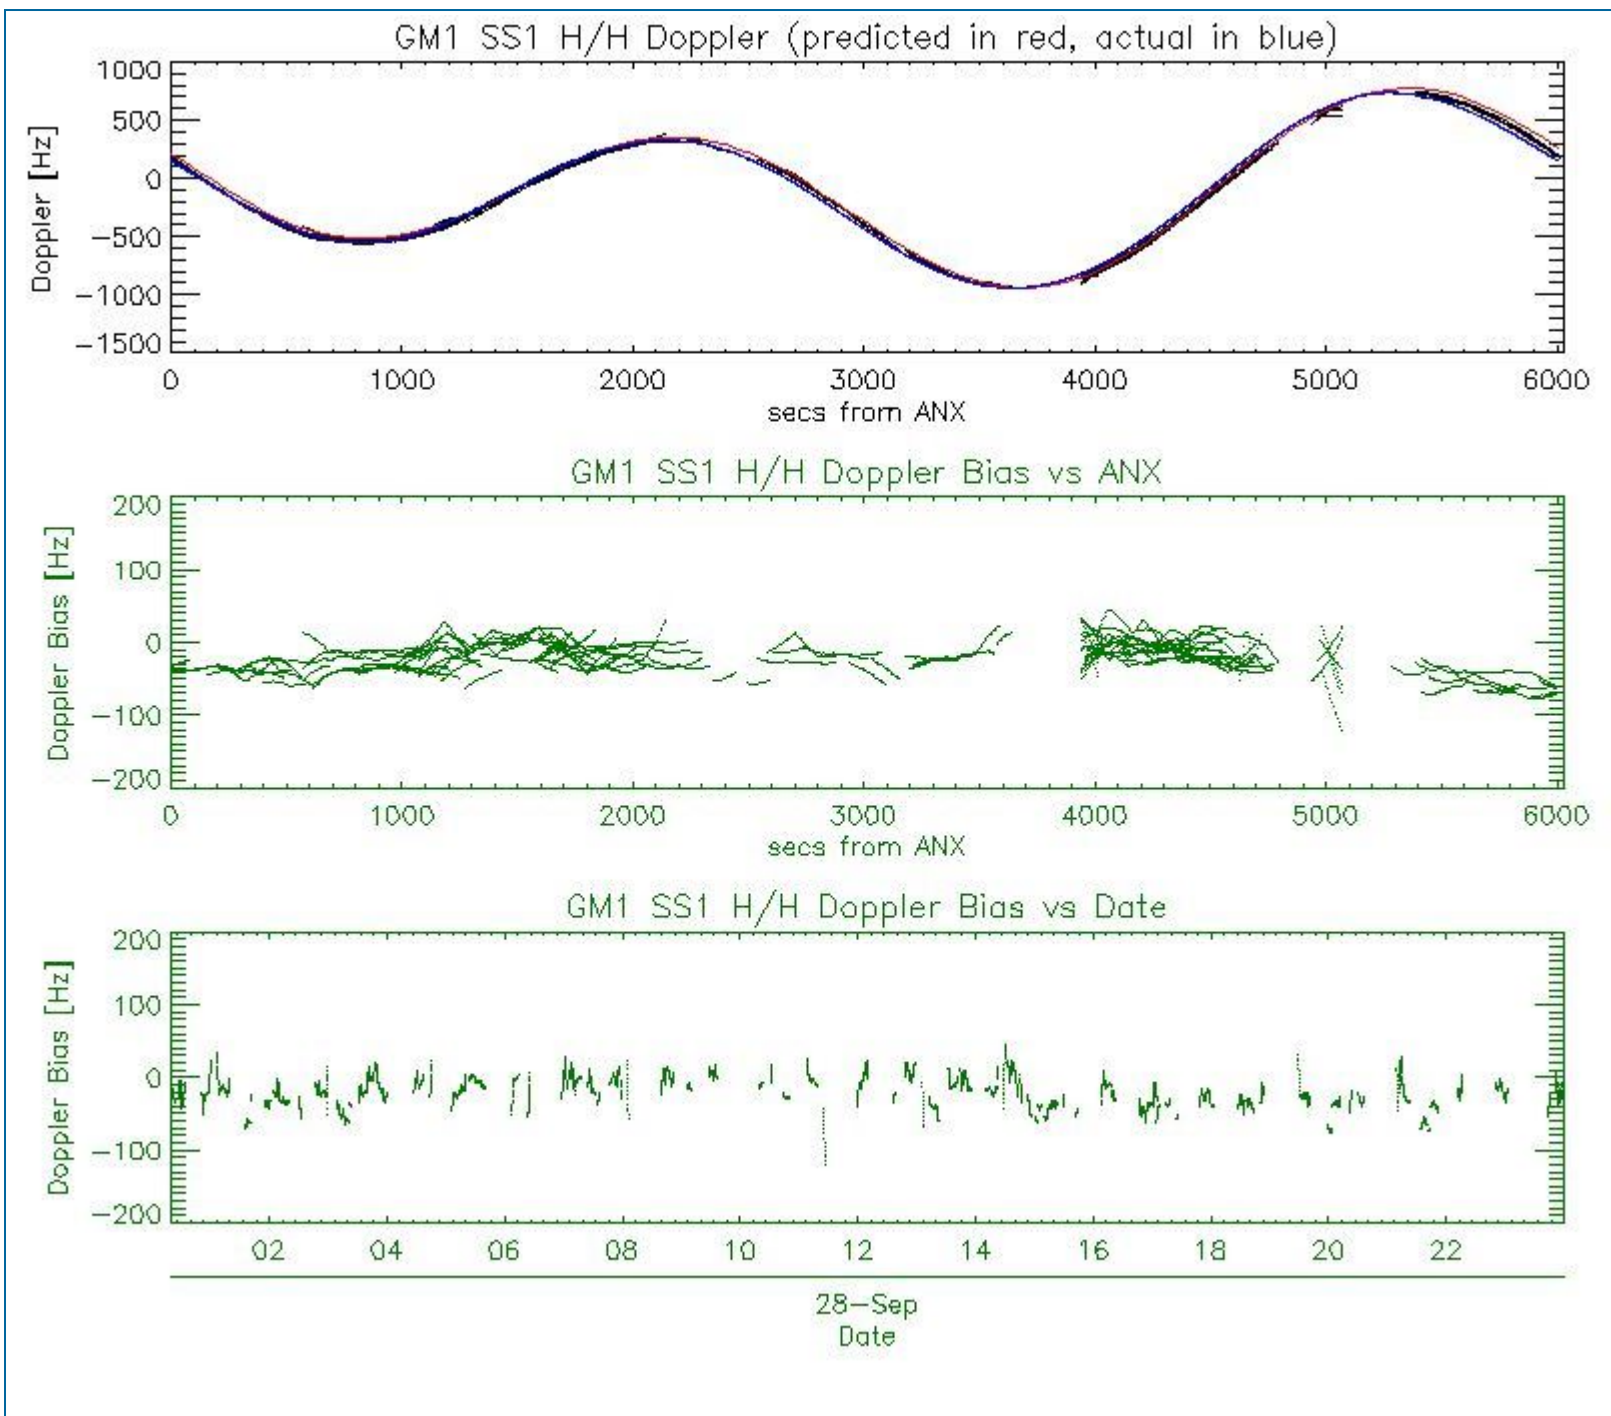 GM1 SS1 H/H Doppler (predicted in red, actual in blue)
1000
500
0
−500
−1000
−1500
Doppler [Hz]
0 1000 2000 3000 4000 5000 6000
secs from ANX
GM1 SS1 H/H Doppler Bias vs ANX
200
100
0
−100
−200
Doppler Bias [Hz]
0 1000 2000 3000 4000 5000 6000
secs from ANX
GM1 SS1 H/H Doppler Bias vs Date
200
100
0
−100
−200
Doppler Bias [Hz]
02 04 06 08 10 12 14 16 18 20 22
28−Sep
Date